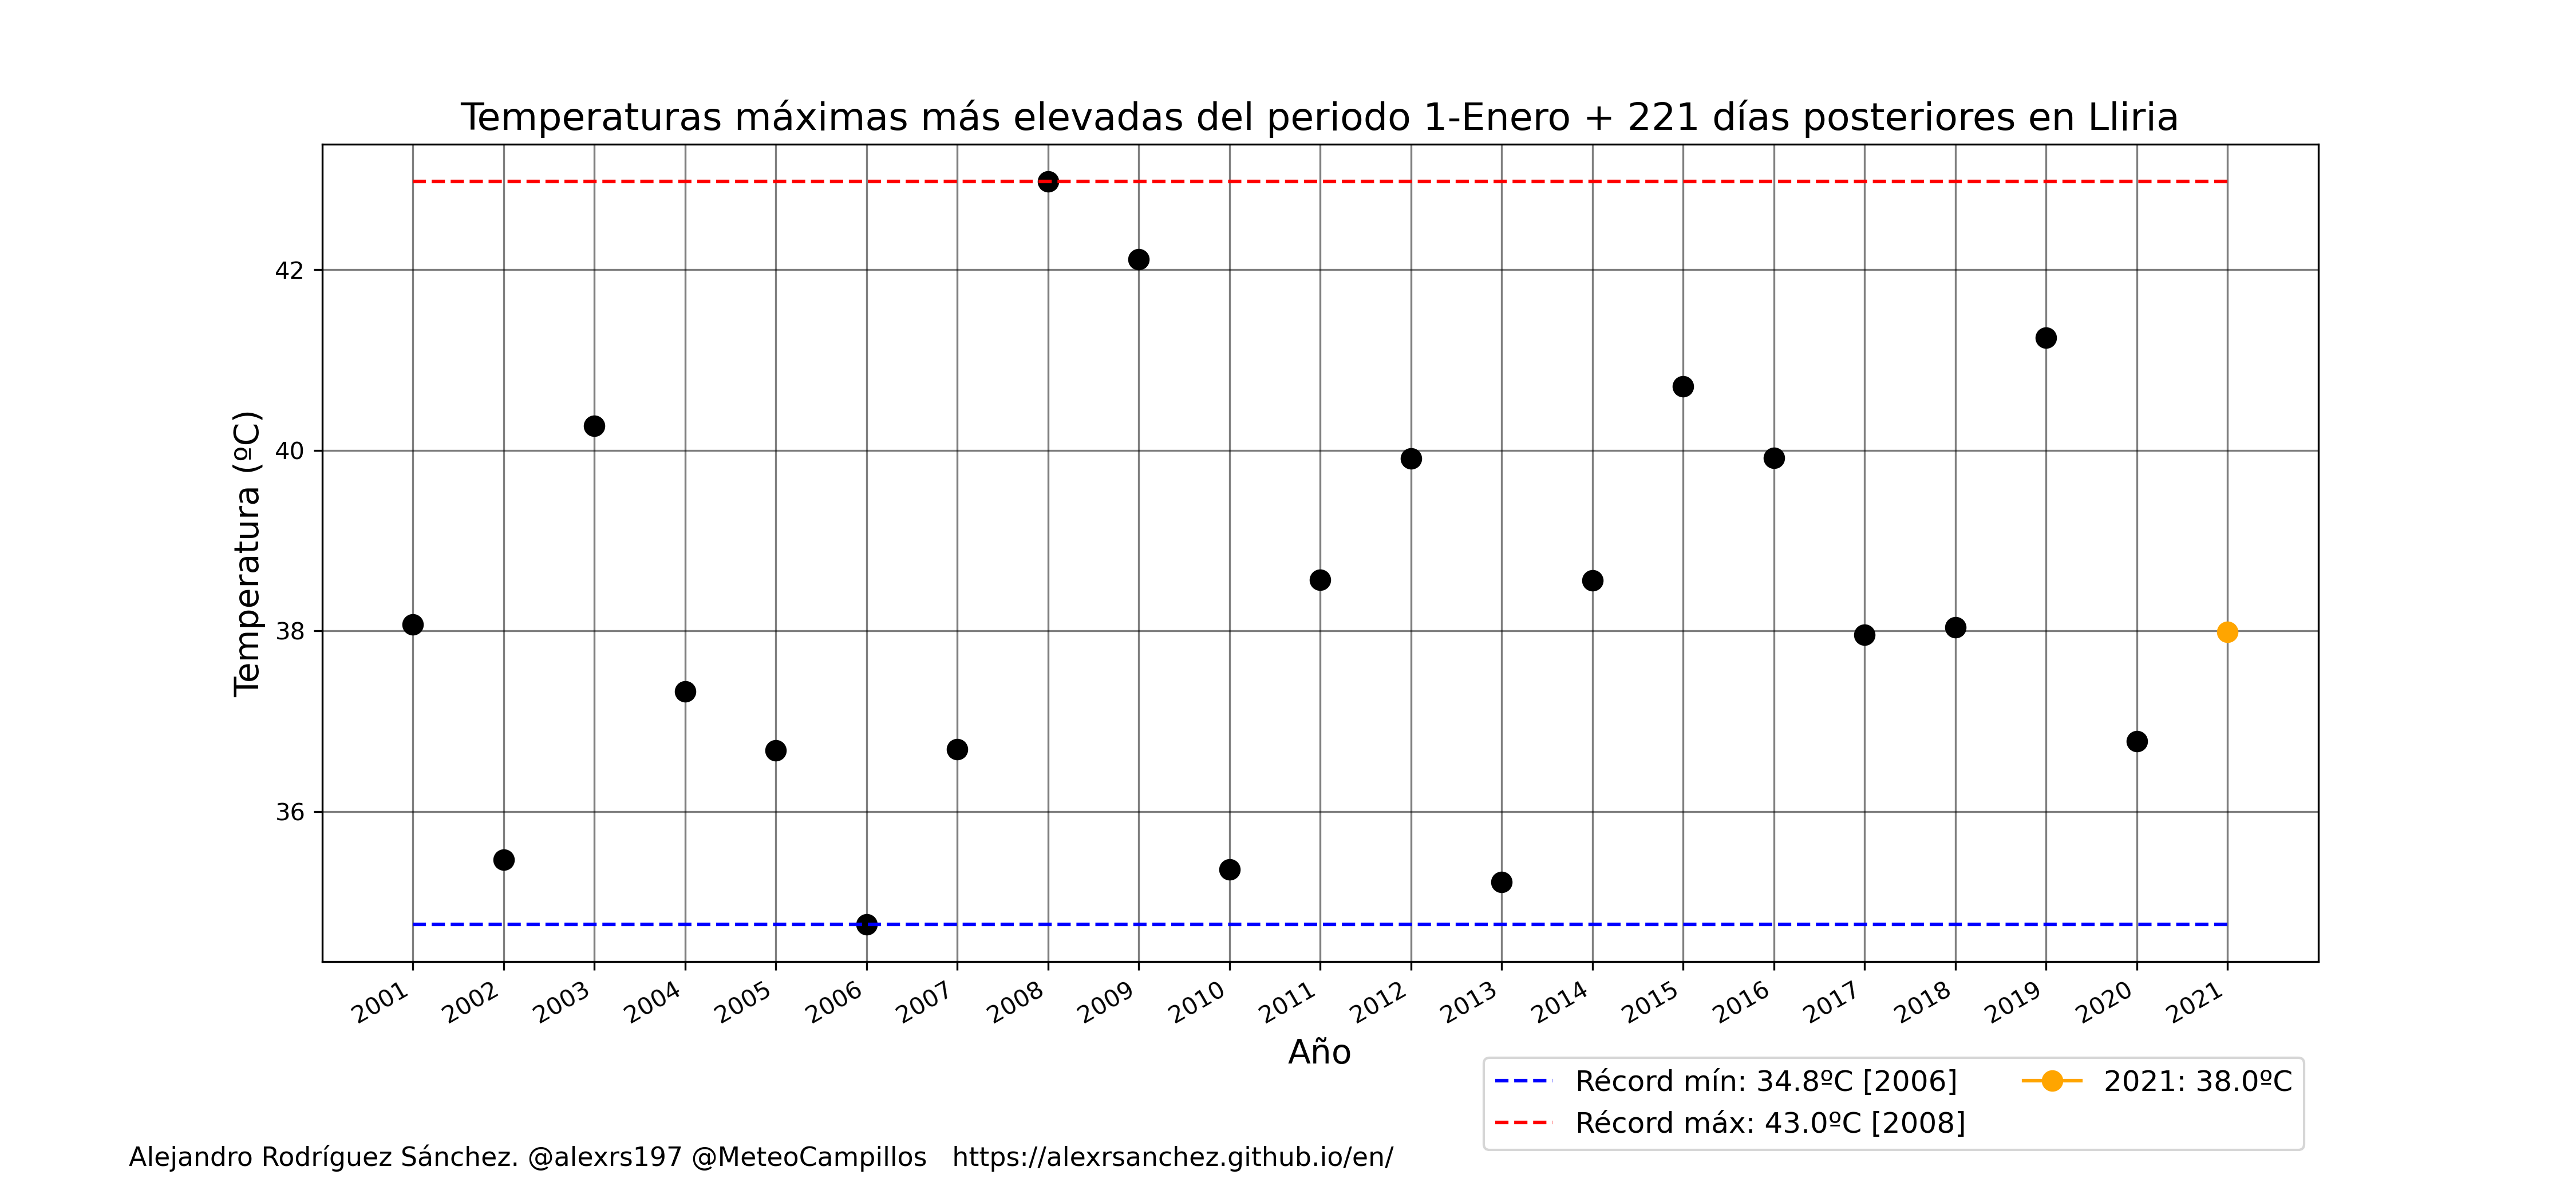 Temperaturas máximas más elevadas del periodo 1-Enero + 221 días posteriores en Lliria
Temperatura (ºC)
42
40
38
36
2001 2002 2003 2004 2005 2006 2007 2008 2009 2010 2011 2012 2013 2014 2015 2016 2017 2018 2019 2020 2021
Año
Récord mín: 34.8ºC [2006]
Récord máx: 43.0ºC [2008]
2021: 38.0ºC
Alejandro Rodríguez Sánchez. @alexrs197 @MeteoCampillos https://alexrsanchez.github.io/en/